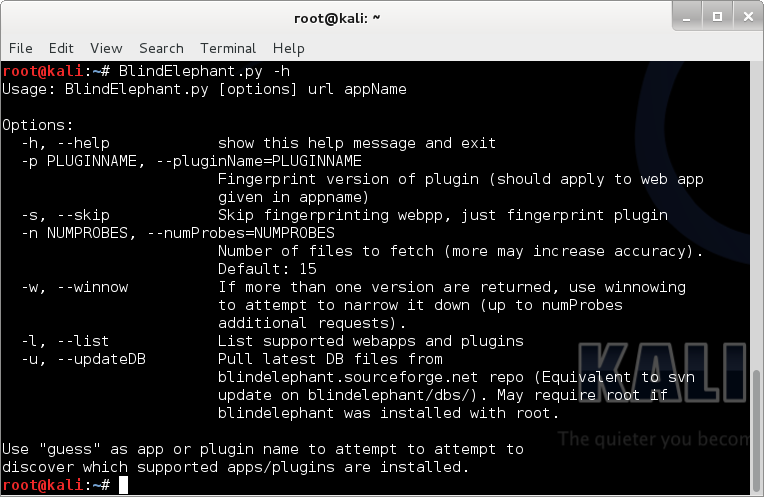 root@kali: ~
File Edit View Search Terminal Help
root@kali:~# BlindElephant.py -h
Usage: BlindElephant.py [options] url appName
Options:
-h, --help show this help message and exit
-p PLUGINNAME, --pluginName=PLUGINNAME
Fingerprint version of plugin (should apply to web app
given in appname)
-s, --skip Skip fingerprinting webpp, just fingerprint plugin
-n NUMPROBES, --numProbes=NUMPROBES
Number of files to fetch (more may increase accuracy).
Default: 15
-w, --winnow If more than one version are returned, use winnowing
to attempt to narrow it down (up to numProbes
additional requests).
-l, --list List supported webapps and plugins
-u, --updateDB Pull latest DB files from
blindelephant.sourceforge.net repo (Equivalent to svn
update on blindelephant/dbs/). May require root if
blindelephant was installed with root.
KALI
The quieter you becom
Use "guess" as app or plugin name to attempt to attempt to
discover which supported apps/plugins are installed.
root@kali:~#